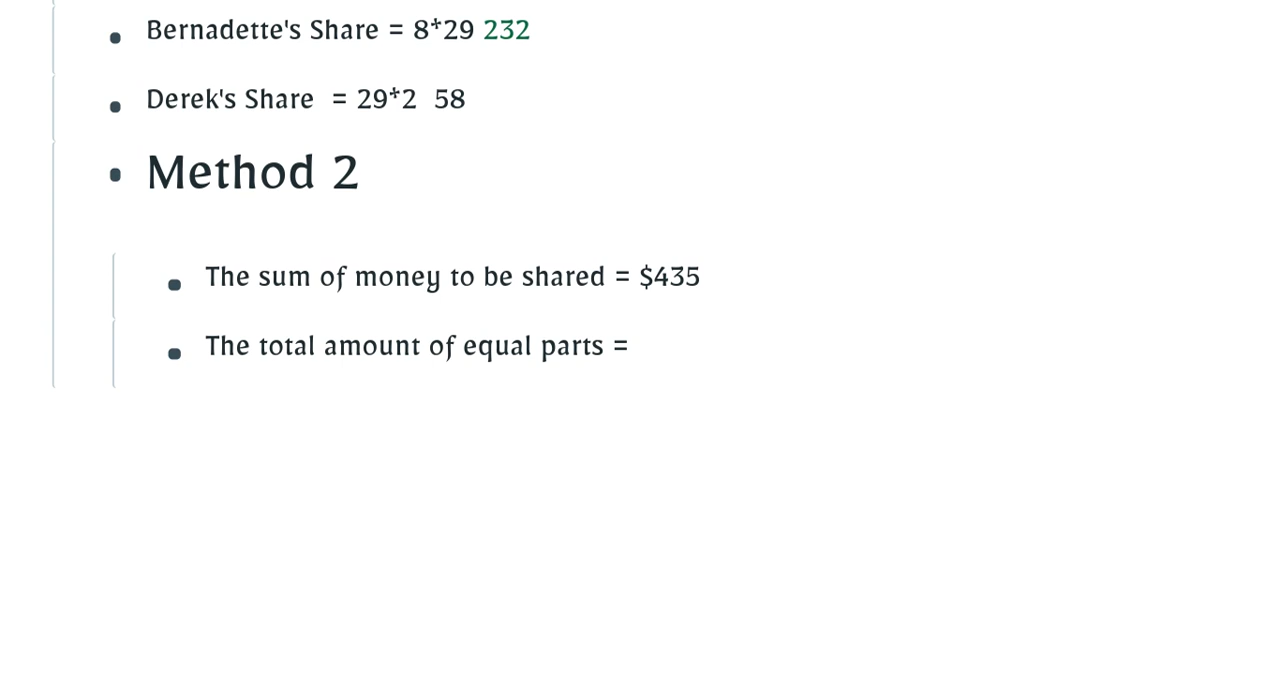 Bernadette's Share = 8*29 232
Derek's Share = 29*2 58
Method 2
The sum of money to be shared = $435
The total amount of equal parts =